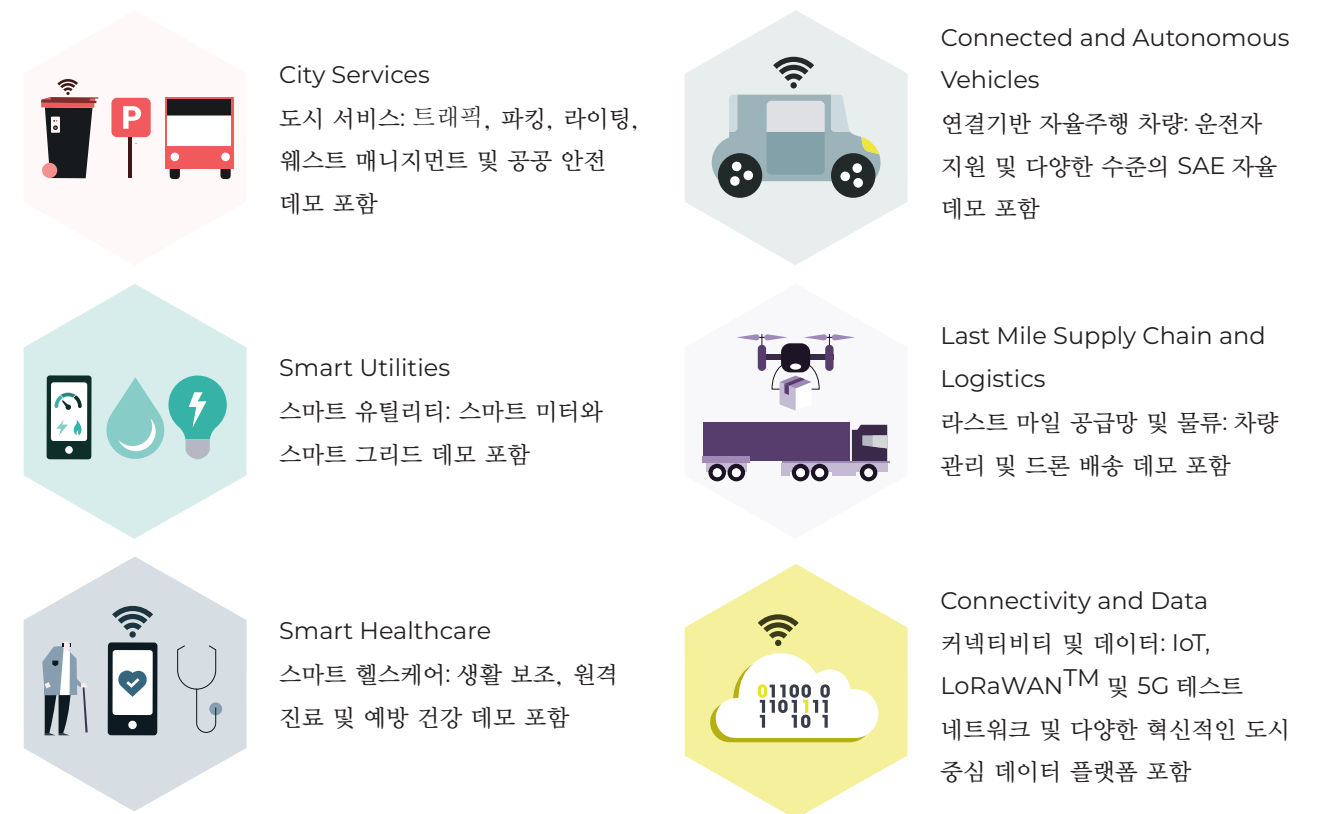 City Services
도시 서비스: 트래픽, 파킹, 라이팅,
웨스트 매니지먼트 및 공공 안전
데모 포함
Connected and Autonomous
Vehicles
연결기반 자율주행 차량: 운전자
지원 및 다양한 수준의 SAE 자율
데모 포함
P
Smart Utilities
스마트 유틸리티: 스마트 미터와
스마트 그리드 데모 포함
Last Mile Supply Chain and
Logistics
라스트 마일 공급망 및 물류: 차량
관리 및 드론 배송 데모 포함
Smart Healthcare
스마트 헬스케어: 생활 보조, 원격
진료 및 예방 건강 데모 포함
Connectivity and Data
커넥티비티 및 데이터: IoT,
LoRaWAN™ 및 5G 테스트
네트워크 및 다양한 혁신적인 도시
중심 데이터 플랫폼 포함
01100 0
1101111
1 10 1